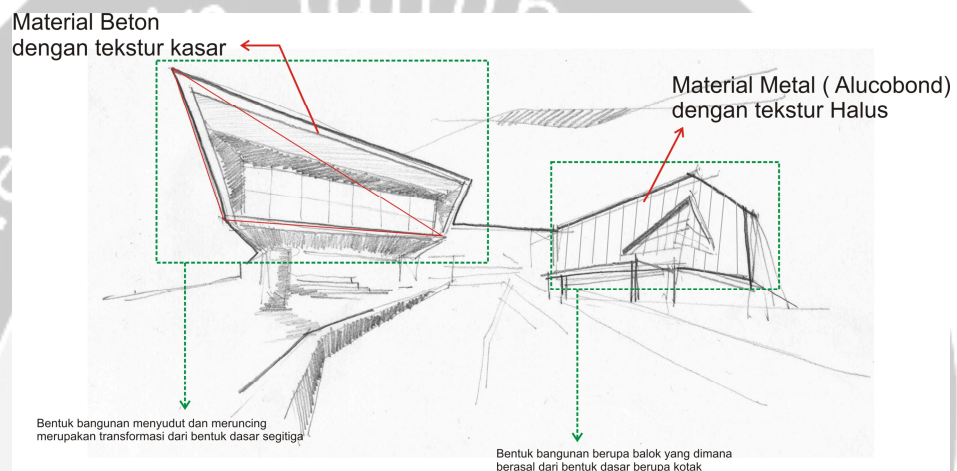 Material Beton
dengan tekstur kasar
Material Metal ( Alucobond)
dengan tekstur Halus
Bentuk bangunan menyudut dan meruncing
merupakan transformasi dari bentuk dasar segitiga
Bentuk bangunan berupa balok yang dimana
berasal dari bentuk dasar berupa kotak